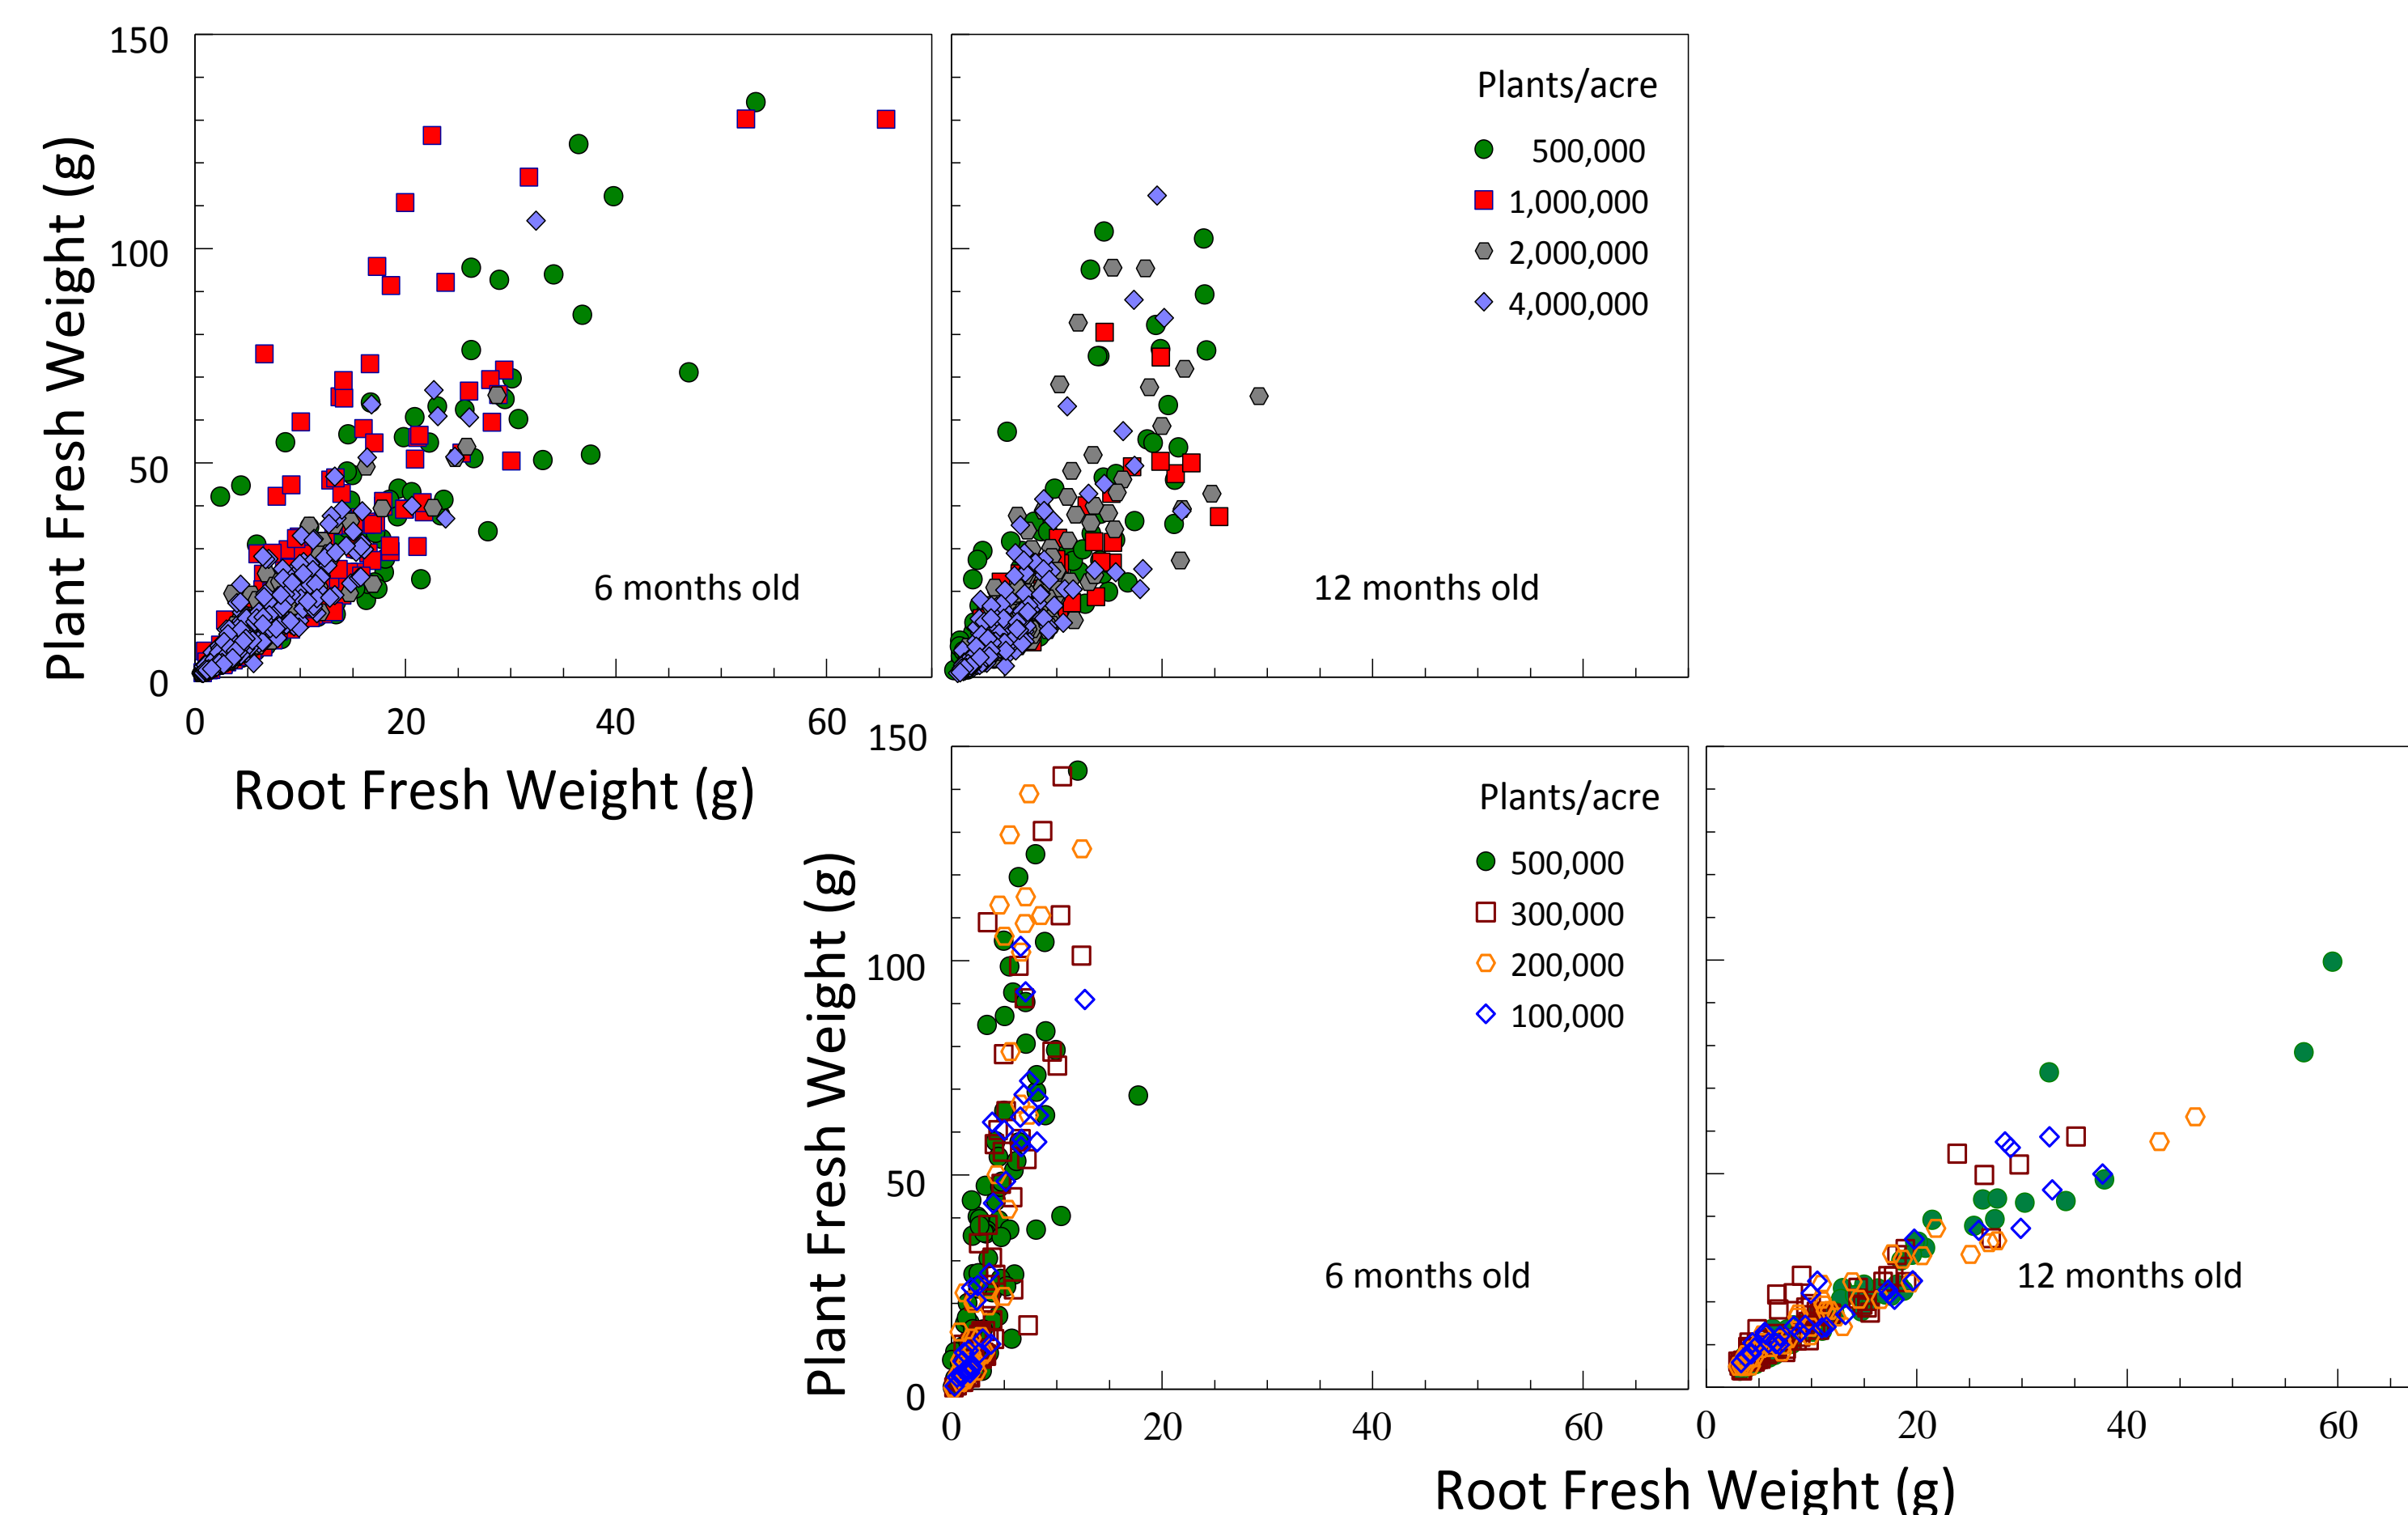 150
100
50
0
Plant Fresh Weight (g)
0 20 40 60
Root Fresh Weight (g)
6 months old
Plants/acre
500,000
1,000,000
2,000,000
4,000,000
12 months old
150
100
50
0
Plant Fresh Weight (g)
Plants/acre
500,000
300,000
200,000
100,000
6 months old
12 months old
0 20 40 60
0 20 40 60
Root Fresh Weight (g)